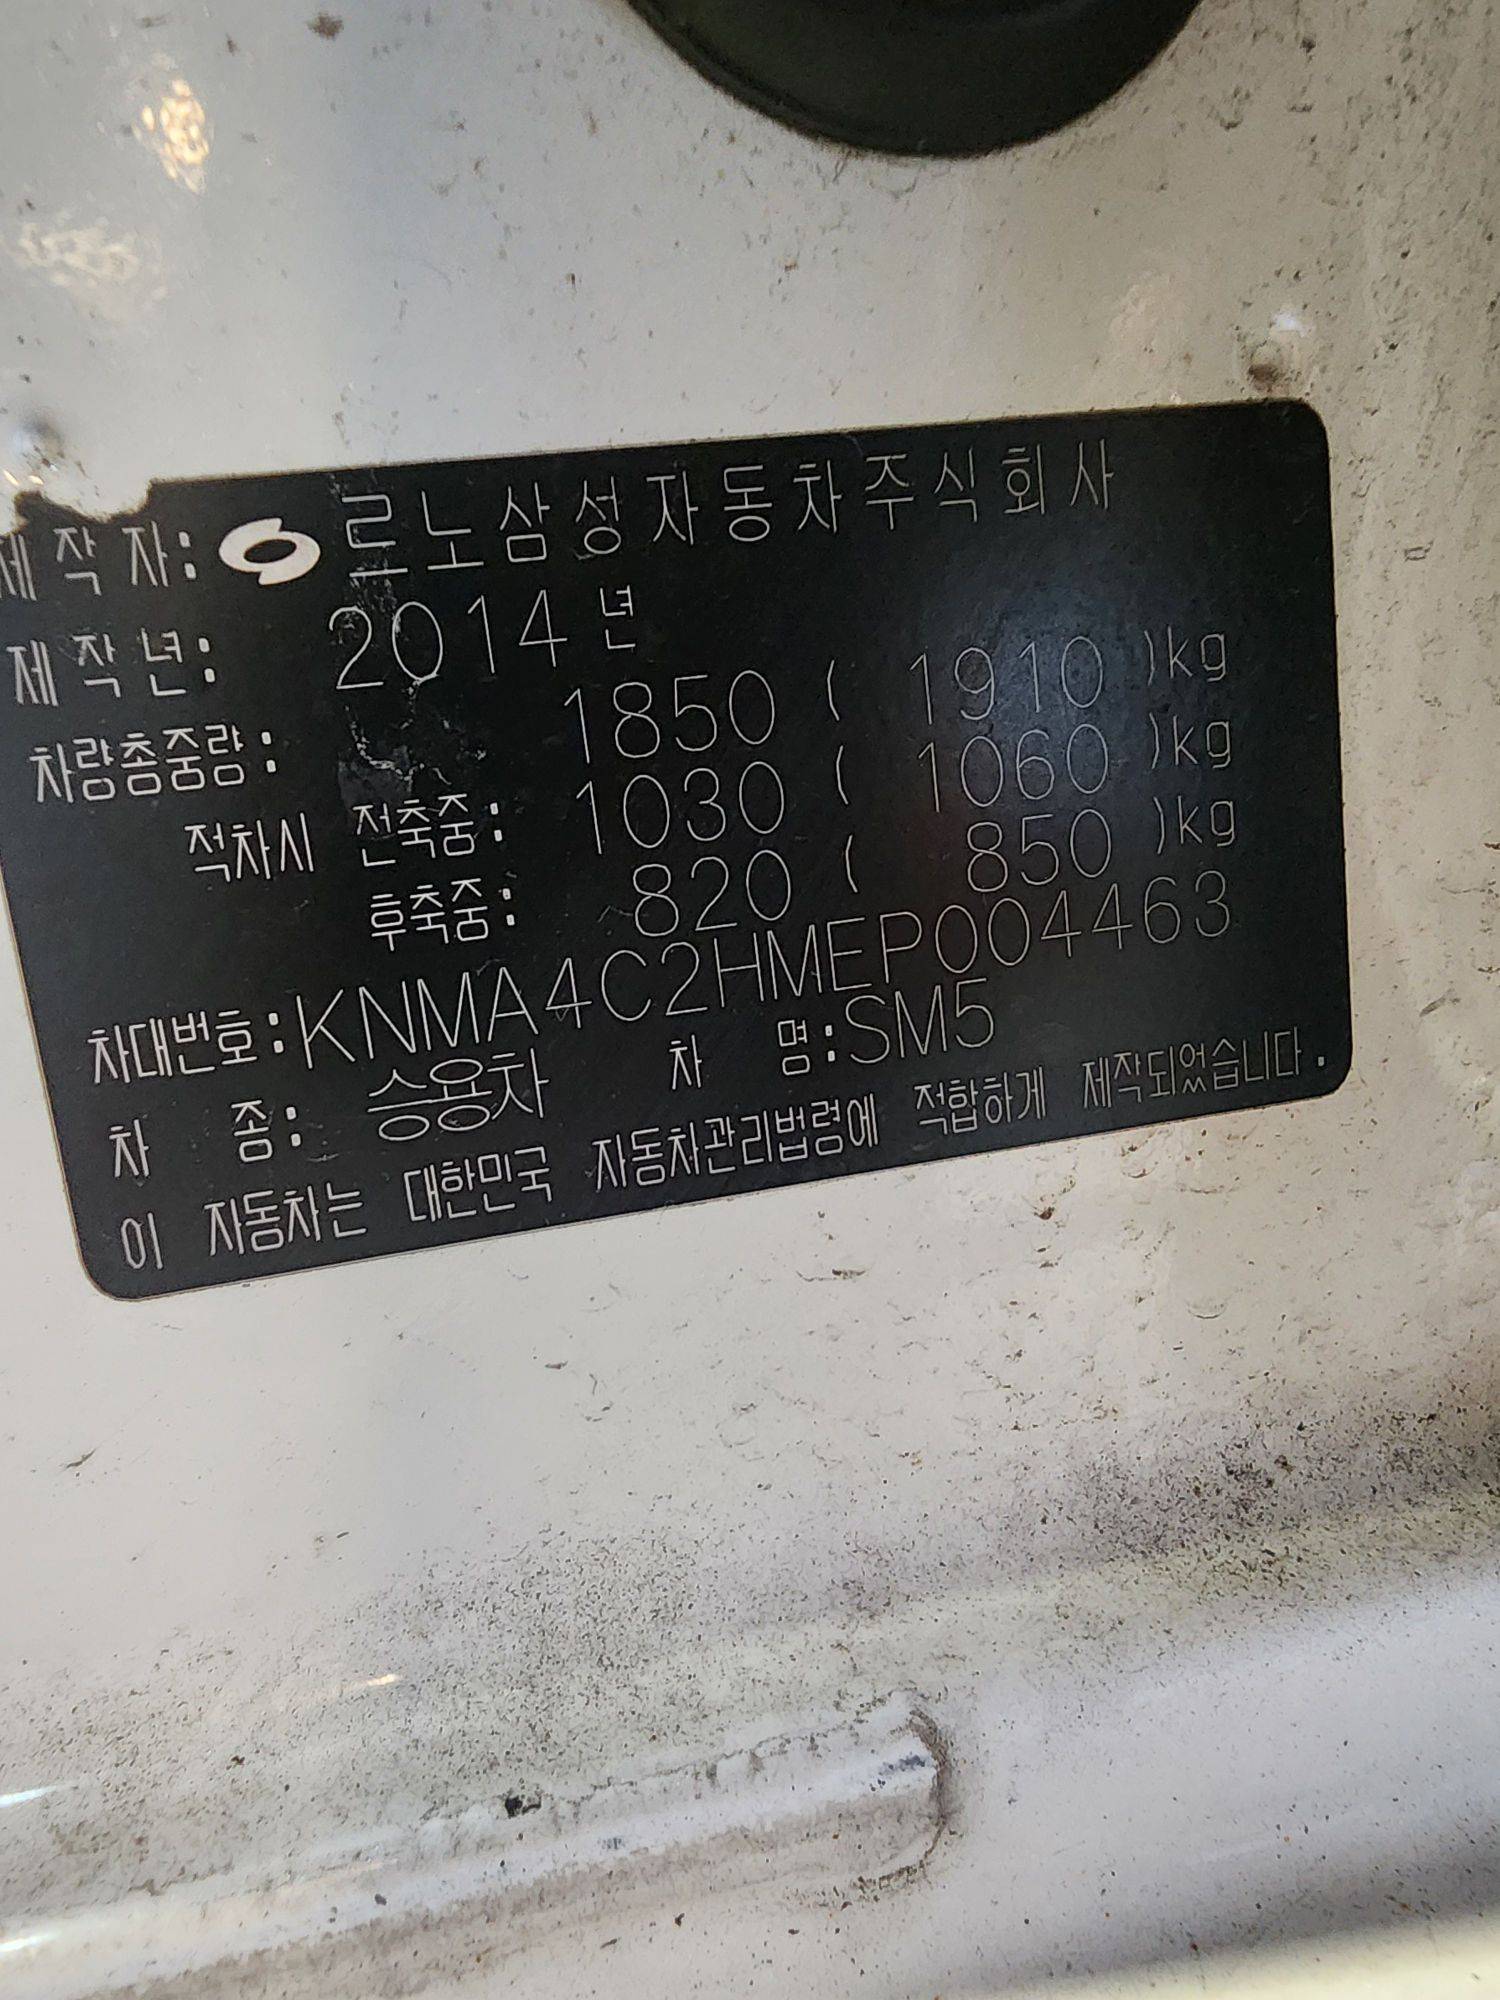 제작자: 르노삼성자동차주식회사
제작년: 2014년
차량총중량: 1850 ( 1910 )kg
적차시 전축중: 1030 ( 1060 )kg
후축중: 820 ( 850 )kg
차대번호:KNMA4C2HMEP004463
차 종: 승용차 차 명:SM5
이 자동차는 대한민국 자동차관리법령에 적합하게 제작되었습니다.